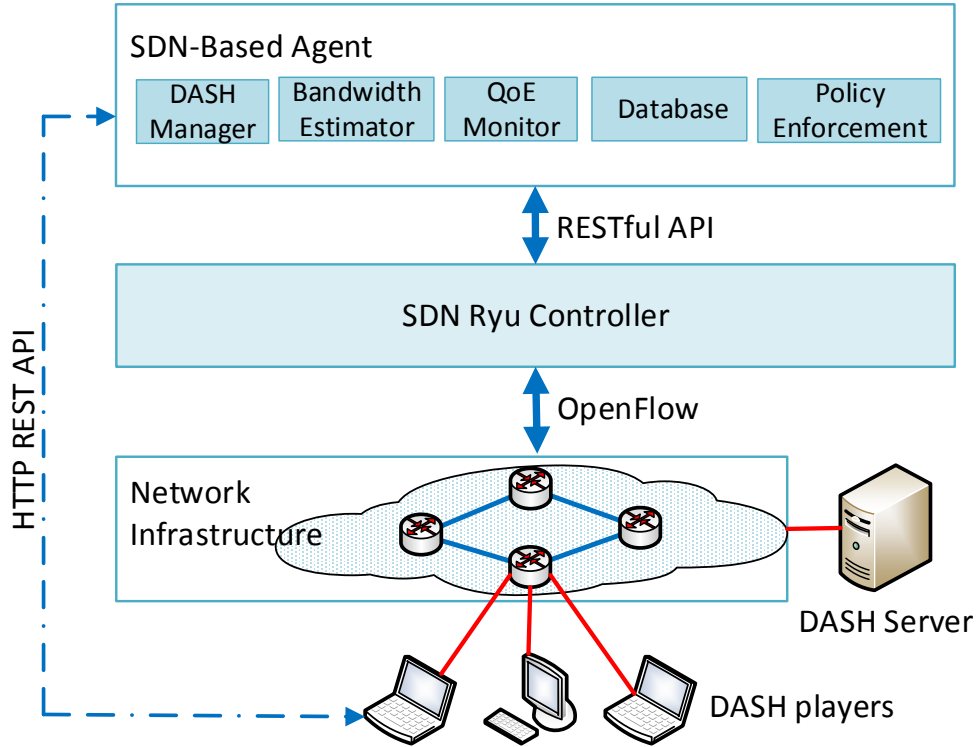 SDN-Based Agent
DASH
Manager
Bandwidth
Estimator
QoE
Monitor
Database
Policy
Enforcement
RESTful API
SDN Ryu Controller
HTTP REST API
OpenFlow
Network
Infrastructure
DASH Server
DASH players